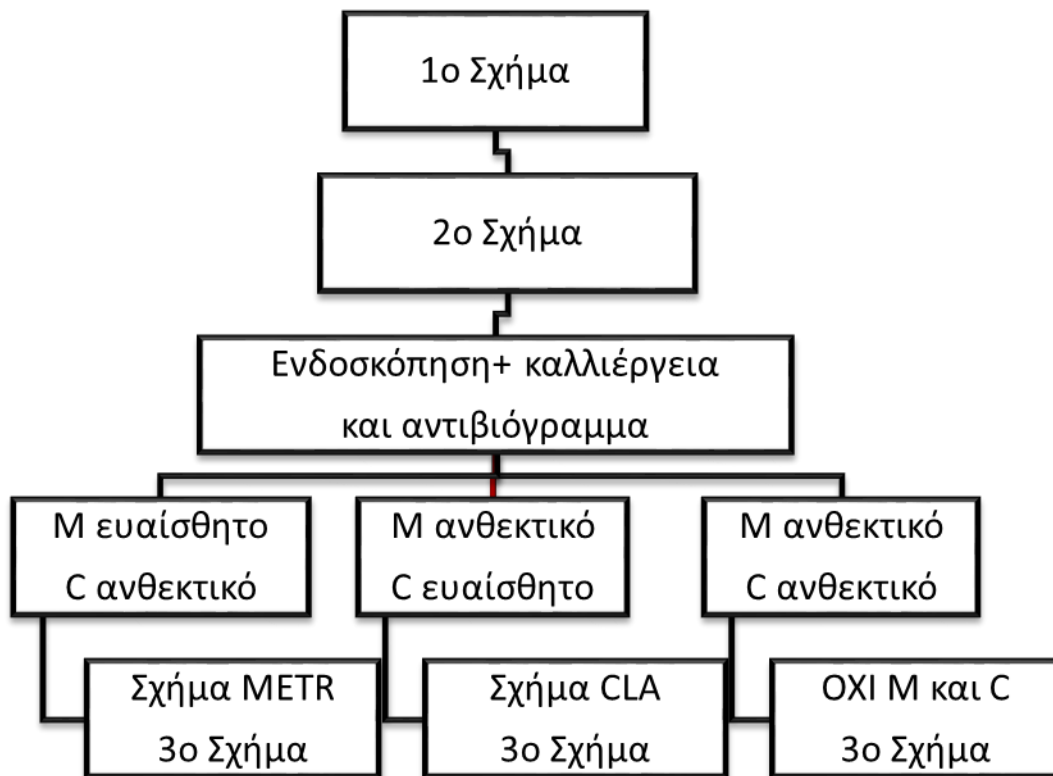 1ο Σχήμα
2ο Σχήμα
Ενδοσκόπηση+ καλλιέργεια
και αντιβιόγραμμα
Μ ευαίσθητο
C ανθεκτικό
Μ ανθεκτικό
C ευαίσθητο
Μ ανθεκτικό
C ανθεκτικό
Σχήμα METR
3ο Σχήμα
Σχήμα CLA
3ο Σχήμα
ΟΧΙ Μ και C
3ο Σχήμα